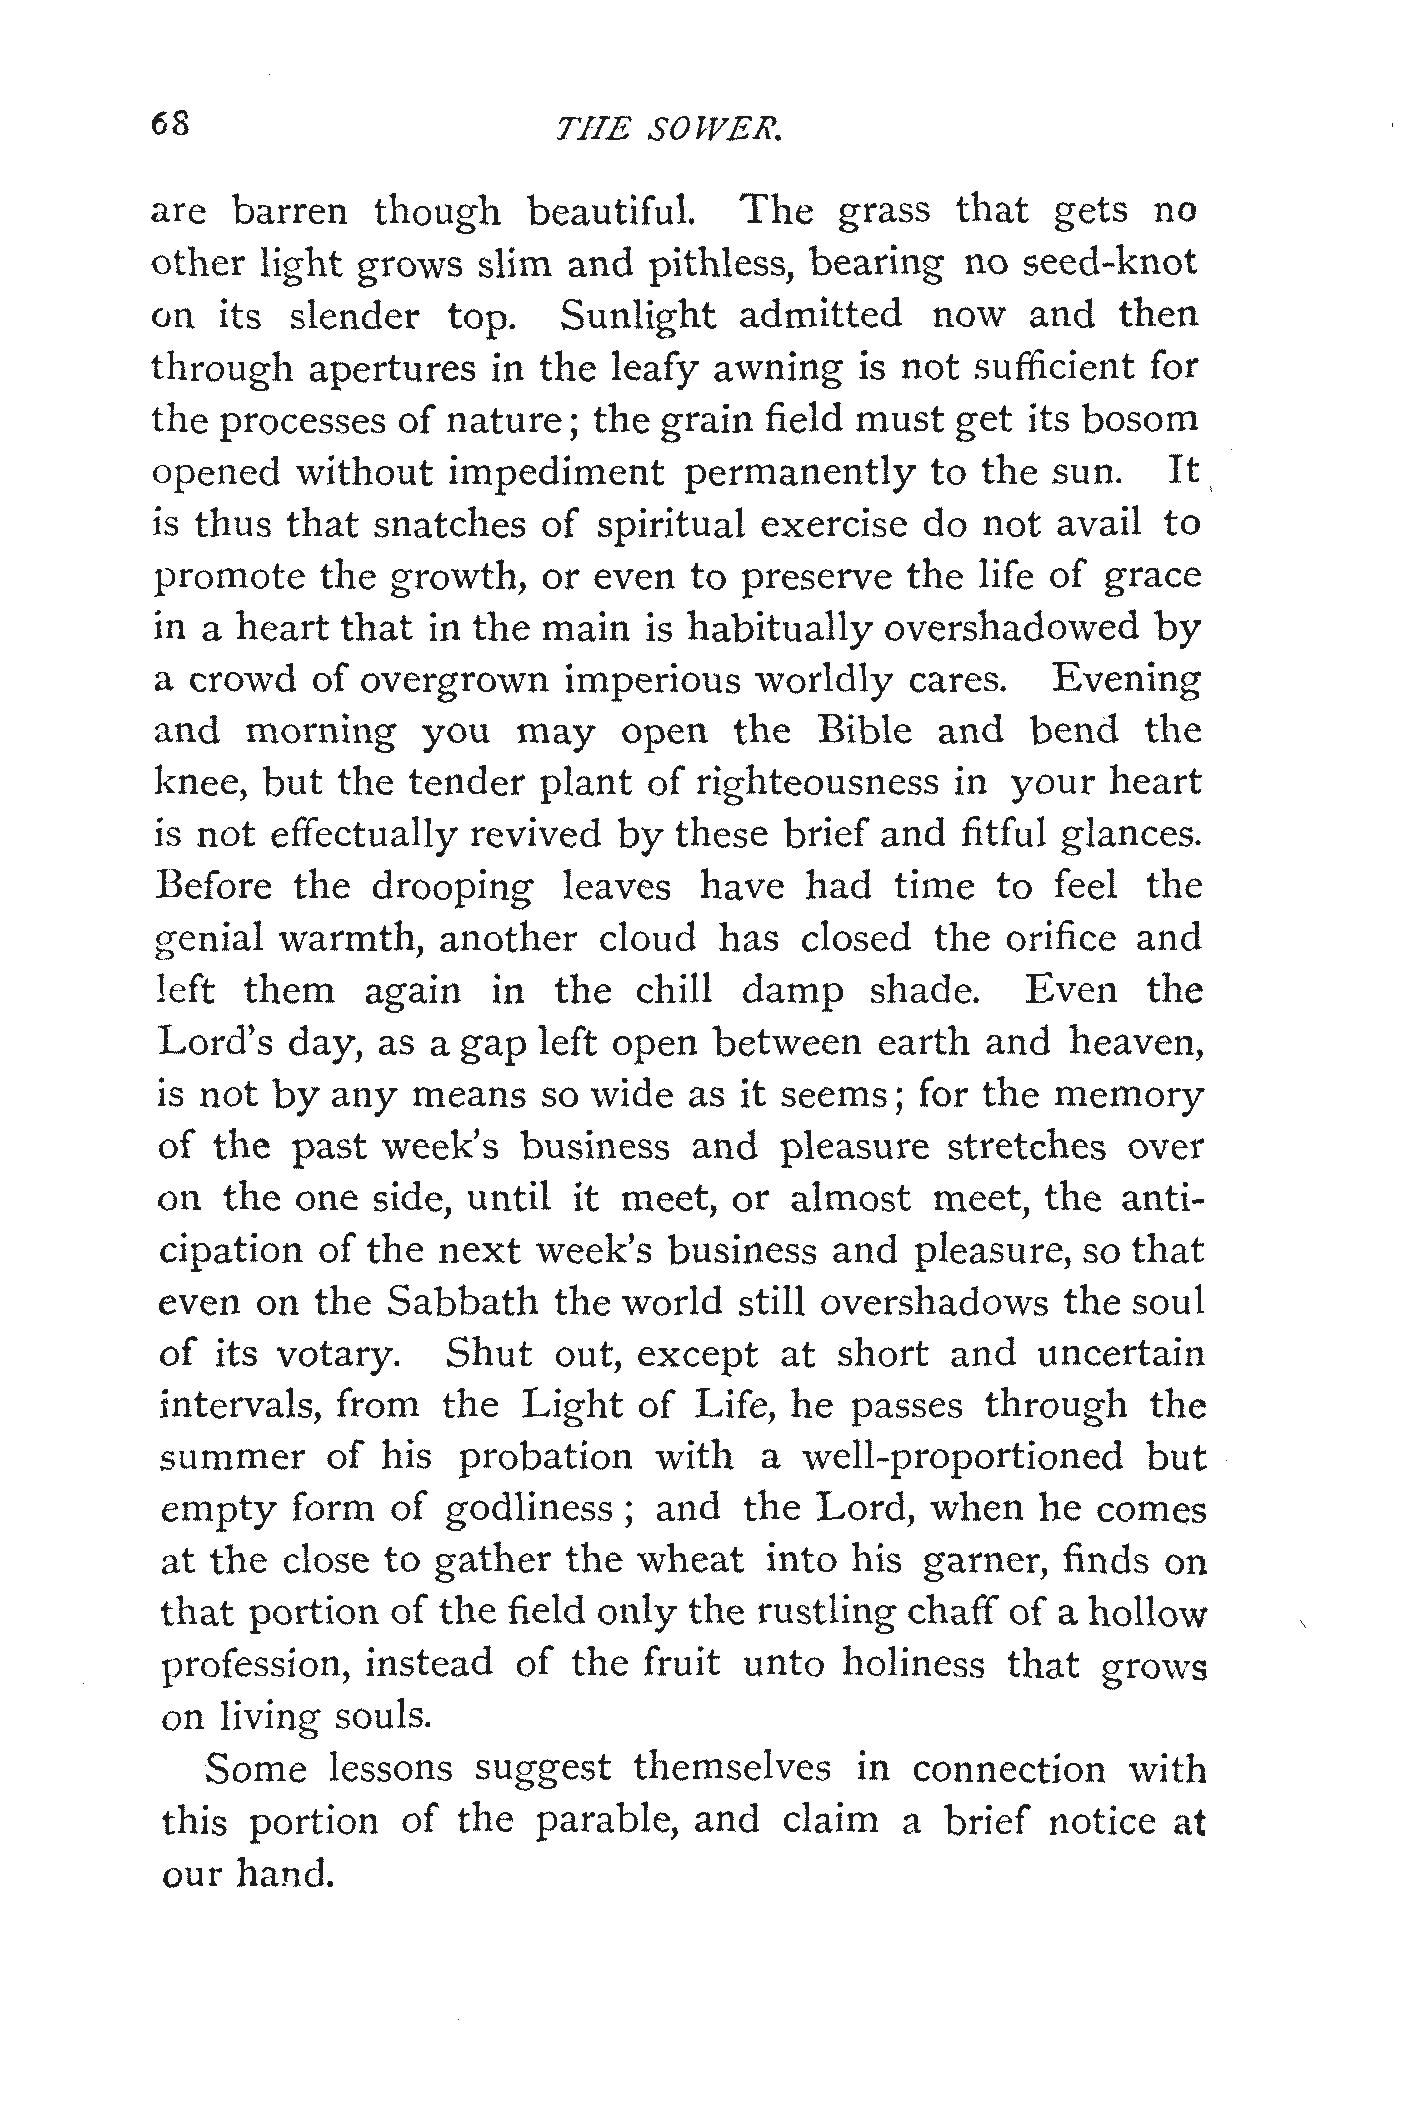 68 THE SOWER.
are barren though beautiful. The grass that gets no
other light grows slim and pithless, bearing no seed-knot
on its slender top. Sunlight admitted now and then
through apertures in the leafy awning is not sufficient for
the processes of nature; the grain field must get its bosom
opened without impediment permanently to the sun. It
is thus that snatches of spiritual exercise do not avail to
promote the growth, or even to preserve the life of grace
in a heart that in the main is habitually overshadowed by
a crowd of overgrown imperious worldly cares. Evening
and morning you may open the Bible and bend the
knee, but the tender plant of righteousness in your heart
is not effectually revived by these brief and fitful glances.
Before the drooping leaves have had time to feel the
genial warmth, another cloud has closed the orifice and
left them again in the chill damp shade. Even the
Lord's day, as a gap left open between earth and heaven,
is not by any means so wide as it seems; for the memory
of the past week's business and pleasure stretches over
on the one side, until it meet, or almost meet, the anti-
cipation of the next week's business and pleasure, so that
even on the Sabbath the world still overshadows the soul
of its votary. Shut out, except at short and uncertain
intervals, from the Light of Life, he passes through the
summer of his probation with a well-proportioned but
empty form of godliness; and the Lord, when he comes
at the close to gather the wheat into his garner, finds on
that portion of the field only the rustling chaff of a hollow
profession, instead of the fruit unto holiness that grows
on living souls.
Some lessons suggest themselves in connection with
this portion of the parable, and claim a brief notice at
our hand.